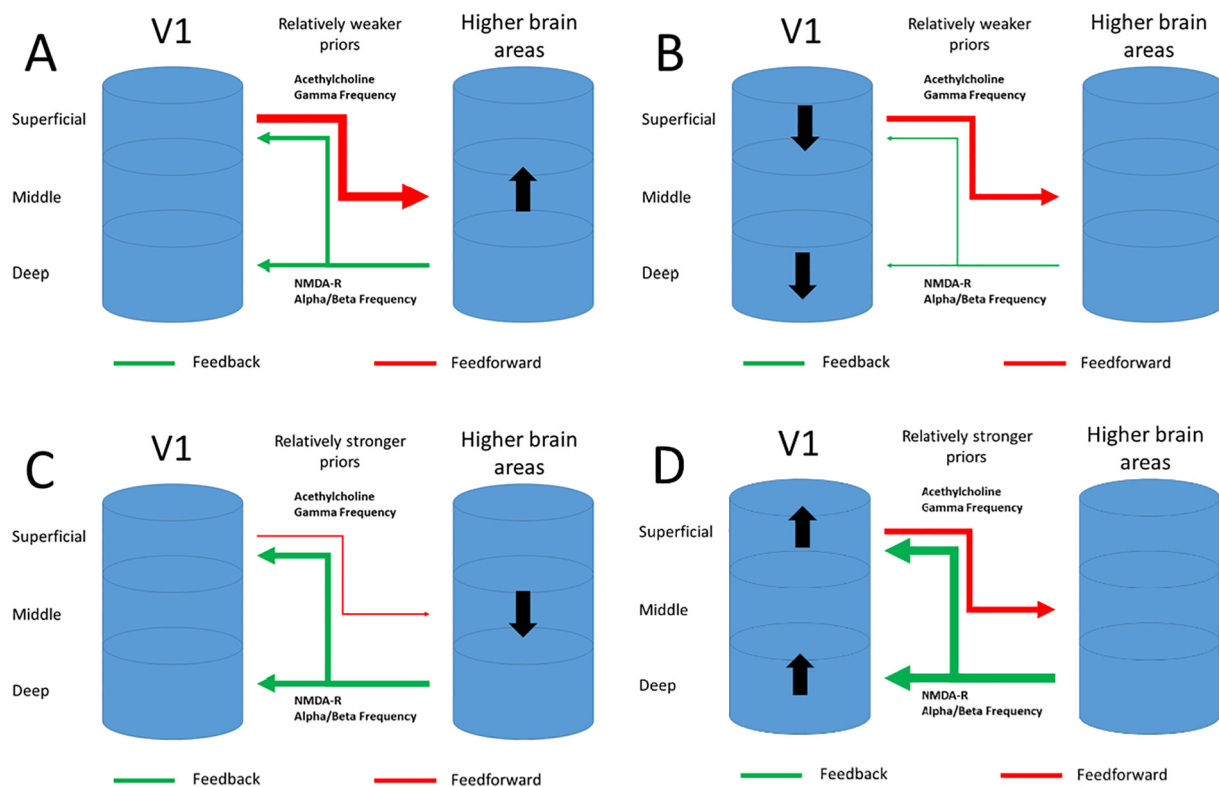 A
V1
Relatively weaker
priors
Higher brain
areas
Acethylcholine
Gamma Frequency
Superficial
Middle
Deep
NMDA-R
Alpha/Beta Frequency
Feedback
Feedforward
B
V1
Relatively weaker
priors
Higher brain
areas
Acethylcholine
Gamma Frequency
Superficial
Middle
Deep
NMDA-R
Alpha/Beta Frequency
Feedback
Feedforward
C
V1
Relatively stronger
priors
Higher brain
areas
Acethylcholine
Gamma Frequency
Superficial
Middle
Deep
NMDA-R
Alpha/Beta Frequency
Feedback
Feedforward
D
V1
Relatively stronger
priors
Higher brain
areas
Acethylcholine
Gamma Frequency
Superficial
Middle
Deep
NMDA-R
Alpha/Beta Frequency
Feedback
Feedforward